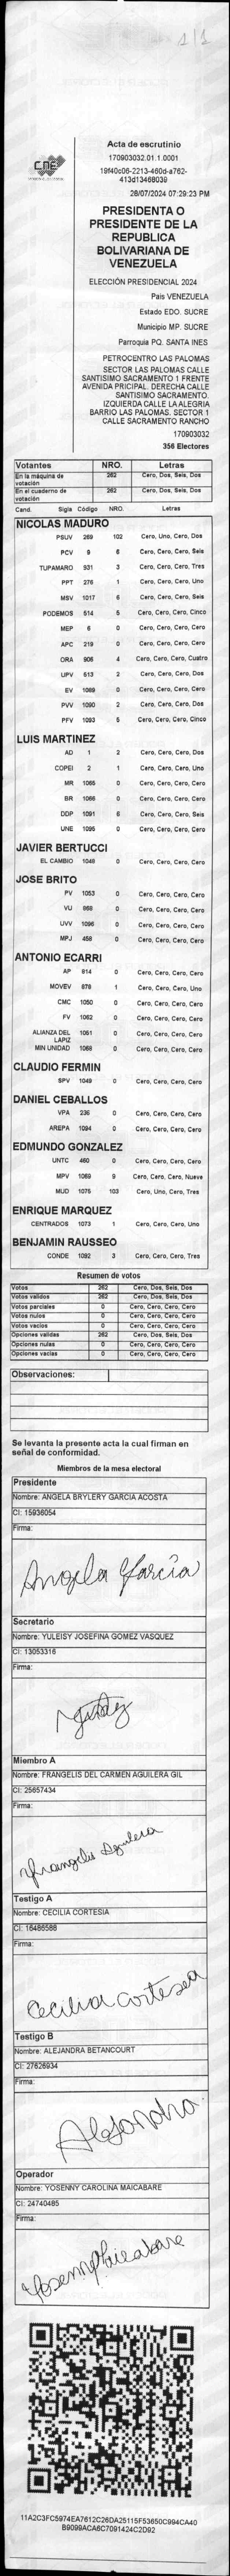 1/1
CNE
Acta de escrutinio
170903032.01.1.0001
19f40c06-2213-460d-a762-
413d13468039
28/07/2024 07:29:23 PM
PRESIDENTA O
PRESIDENTE DE LA
REPUBLICA
BOLIVARIANA DE
VENEZUELA
ELECCIÓN PRESIDENCIAL 2024
Pais VENEZUELA
Estado EDO. SUCRE
Municipio MP. SUCRE
Parroquia PQ. SANTA INES
PETROCENTRO LAS PALOMAS
SECTOR LAS PALOMAS CALLE
SANTISIMO SACRAMENTO 1 FRENTE
AVENIDA PRICIPAL. DERECHA CALLE
SANTISIMO SACRAMENTO.
IZQUIERDA CALLE LA ALEGRIA
BARRIO LAS PALOMAS. SECTOR 1
CALLE SACRAMENTO RANCHO
170903032
356 Electores
Votantes NRO. Letras
En la máquina de votación 262 Cero, Dos, Seis, Dos
En el cuaderno de votación 262 Cero, Dos, Seis, Dos
Cand. Sigla Código NRO. Letras
NICOLAS MADURO
PSUV 269 102 Cero, Uno, Cero, Dos
PCV 9 6 Cero, Cero, Cero, Seis
TUPAMARO 931 3 Cero, Cero, Cero, Tres
PPT 276 1 Cero, Cero, Cero, Uno
MSV 1017 6 Cero, Cero, Cero, Seis
PODEMOS 514 5 Cero, Cero, Cero, Cinco
MEP 6 0 Cero, Cero, Cero, Cero
APC 219 0 Cero, Cero, Cero, Cero
ORA 906 4 Cero, Cero, Cero, Cuatro
UPV 613 2 Cero, Cero, Cero, Dos
EV 1089 0 Cero, Cero, Cero, Cero
PVV 1090 2 Cero, Cero, Cero, Dos
PFV 1093 5 Cero, Cero, Cero, Cinco
LUIS MARTINEZ
AD 1 2 Cero, Cero, Cero, Dos
COPEI 2 1 Cero, Cero, Cero, Uno
MR 1065 0 Cero, Cero, Cero, Cero
BR 1066 0 Cero, Cero, Cero, Cero
DDP 1091 6 Cero, Cero, Cero, Seis
UNE 1095 0 Cero, Cero, Cero, Cero
JAVIER BERTUCCI
EL CAMBIO 1048 0 Cero, Cero, Cero, Cero
JOSE BRITO
PV 1053 0 Cero, Cero, Cero, Cero
VU 968 0 Cero, Cero, Cero, Cero
UVV 1096 0 Cero, Cero, Cero, Cero
MPJ 458 0 Cero, Cero, Cero, Cero
ANTONIO ECARRI
AP 814 0 Cero, Cero, Cero, Cero
MOVEV 878 1 Cero, Cero, Cero, Uno
CMC 1050 0 Cero, Cero, Cero, Cero
FV 1062 0 Cero, Cero, Cero, Cero
ALIANZA DEL LAPIZ 1051 0 Cero, Cero, Cero, Cero
MIN UNIDAD 1068 0 Cero, Cero, Cero, Cero
CLAUDIO FERMIN
SPV 1049 0 Cero, Cero, Cero, Cero
DANIEL CEBALLOS
VPA 236 0 Cero, Cero, Cero, Cero
AREPA 1094 0 Cero, Cero, Cero, Cero
EDMUNDO GONZALEZ
UNTC 460 0 Cero, Cero, Cero, Cero
MPV 1069 9 Cero, Cero, Cero, Nueve
MUD 1075 103 Cero, Uno, Cero, Tres
ENRIQUE MARQUEZ
CENTRADOS 1073 1 Cero, Cero, Cero, Uno
BENJAMIN RAUSSEO
CONDE 1092 3 Cero, Cero, Cero, Tres
Resumen de votos
Votos 262 Cero, Dos, Seis, Dos
Votos validos 262 Cero, Dos, Seis, Dos
Votos parciales 0 Cero, Cero, Cero, Cero
Votos nulos 0 Cero, Cero, Cero, Cero
Votos vacios 0 Cero, Cero, Cero, Cero
Opciones validas 262 Cero, Dos, Seis, Dos
Opciones nulas 0 Cero, Cero, Cero, Cero
Opciones vacias 0 Cero, Cero, Cero, Cero
Observaciones:
Se levanta la presente acta la cual firman en
señal de conformidad.
Miembros de la mesa electoral
Presidente
Nombre: ANGELA BRYLERY GARCIA ACOSTA
CI: 15936054
Firma:
Angela García
Secretario
Nombre: YULEISY JOSEFINA GOMEZ VASQUEZ
CI: 13053316
Firma:
Miembro A
Nombre: FRANGELIS DEL CARMEN AGUILERA GIL
CI: 25657434
Firma:
Frangelis Aguilera
Testigo A
Nombre: CECILIA CORTESIA
CI: 16486588
Firma:
Cecilia Cortesia
Testigo B
Nombre: ALEJANDRA BETANCOURT
CI: 27626934
Firma:
Alejandra
Operador
Nombre: YOSENNY CAROLINA MAICABARE
CI: 24740485
Firma:
Yosenny Maicabare
11A2C3FC5974EA7612C26DA25115F53650C994CA40
B9099ACA6C7091424C2D92